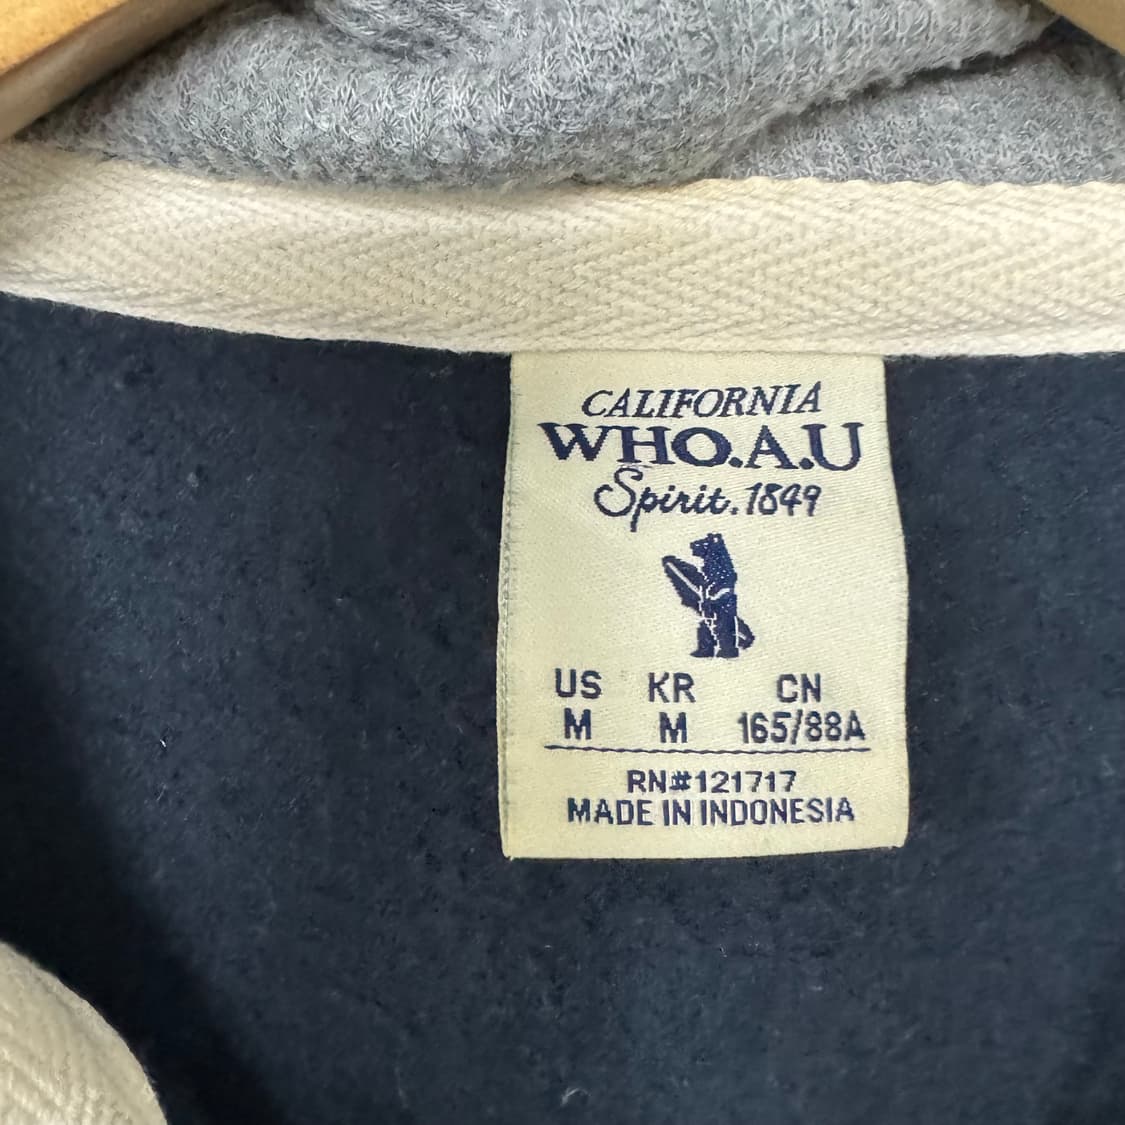 CALIFORNIA
WHO.A.U
Spirit.1849
US KR CN
M M 165/88A
RN#121717
MADE IN INDONESIA